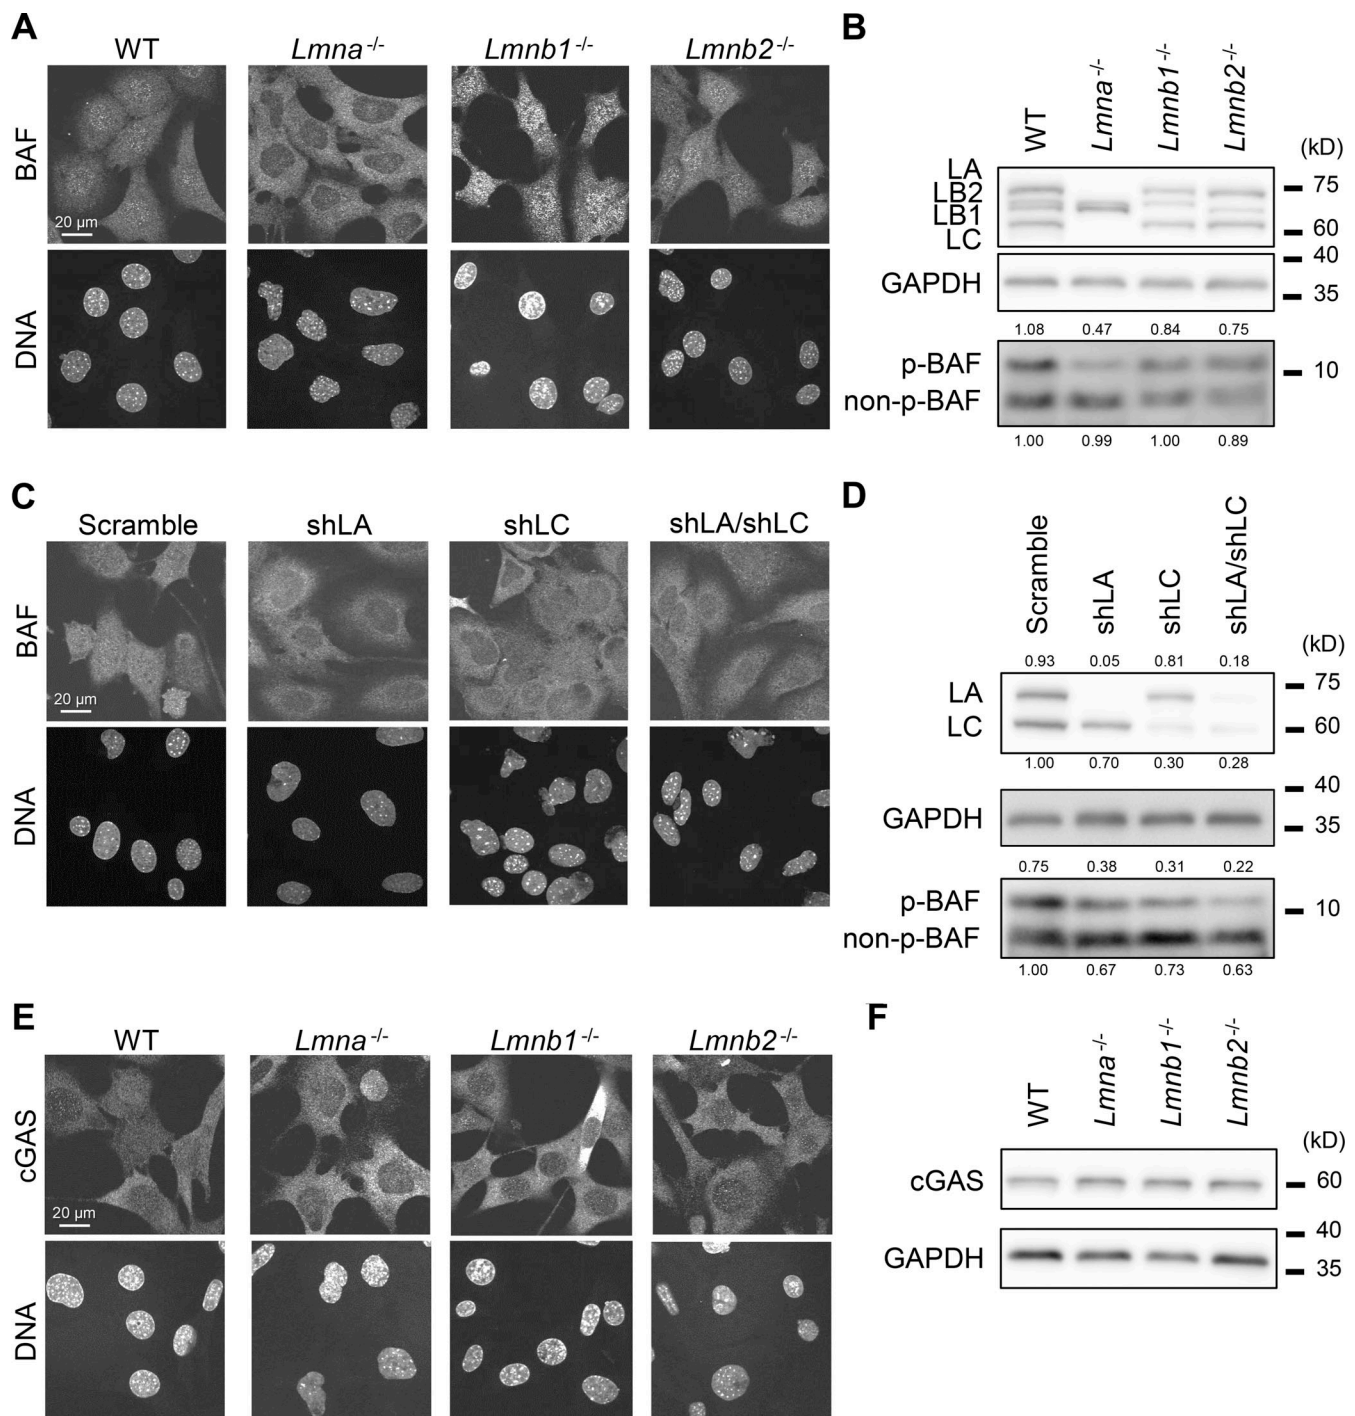 A
WT Lmna-/- Lmnb1-/- Lmnb2-/-
BAF
20 µm
DNA
B
WT Lmna-/- Lmnb1-/- Lmnb2-/-
(kD)
LA
LB2
LB1
LC
75
60
GAPDH
40
35
1.08 0.47 0.84 0.75
p-BAF
non-p-BAF
10
1.00 0.99 1.00 0.89
C
Scramble shLA shLC shLA/shLC
BAF
20 µm
DNA
D
Scramble shLA shLC shLA/shLC
(kD)
0.93 0.05 0.81 0.18
LA
LC
75
60
1.00 0.70 0.30 0.28
GAPDH
40
35
0.75 0.38 0.31 0.22
p-BAF
non-p-BAF
10
1.00 0.67 0.73 0.63
E
WT Lmna-/- Lmnb1-/- Lmnb2-/-
cGAS
20 µm
DNA
F
WT Lmna-/- Lmnb1-/- Lmnb2-/-
(kD)
cGAS
60
GAPDH
40
35